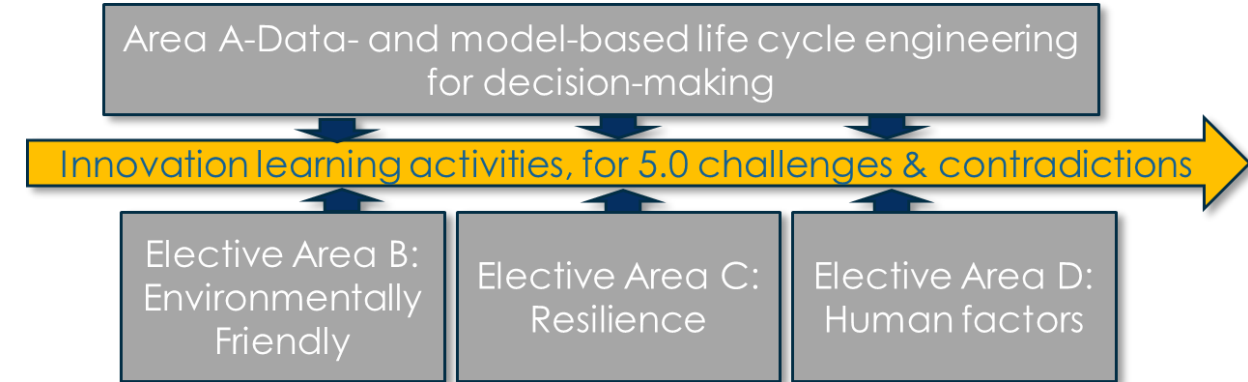 Area A-Data- and model-based life cycle engineering
for decision-making
Innovation learning activities, for 5.0 challenges & contradictions
Elective Area B:
Environmentally
Friendly
Elective Area C:
Resilience
Elective Area D:
Human factors